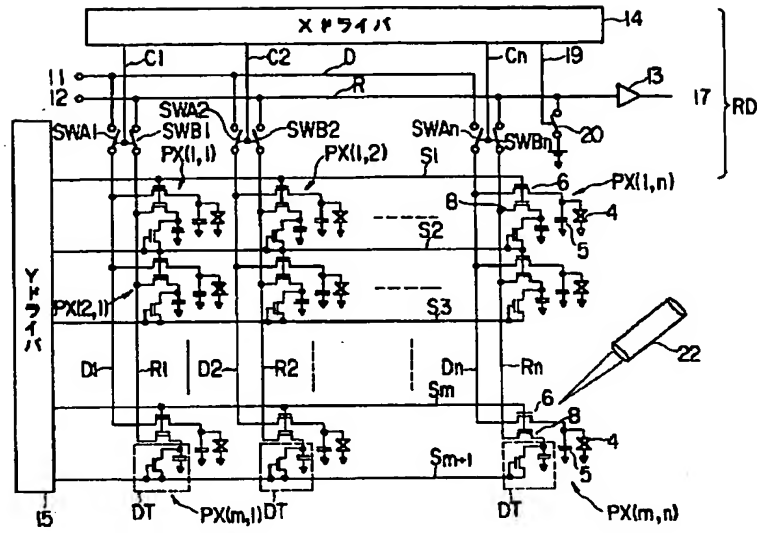 Xドライバ 14
C1 C2 Cn 19
11 D 13
12 R 17 RD
SWA1 SWB1 SWA2 SWB2 SWAn SWBn 20
PX(1,1) PX(1,2) S1 6 PX(1,n)
8 4
S2 5
Yドライバ
PX(2,1) S3
D1 R1 D2 R2 Dn Rn 22
Sm 6
8
4
Sm+1 5
15 DT PX(m,1) DT DT PX(m,n)